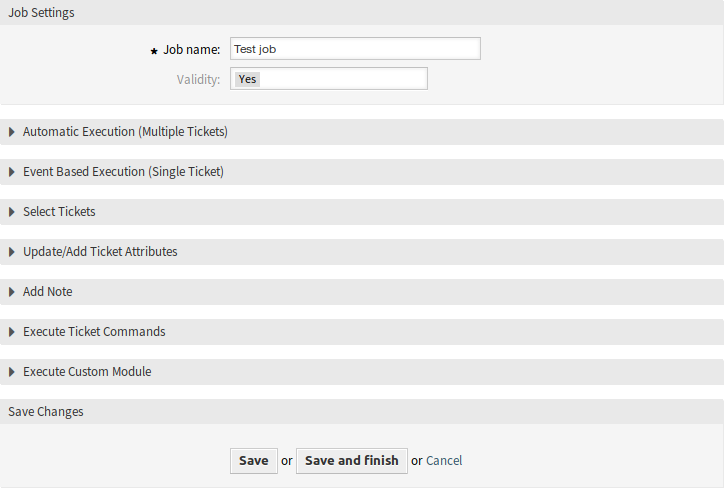 Job Settings
★ Job name: Test job
Validity: Yes
Automatic Execution (Multiple Tickets)
Event Based Execution (Single Ticket)
Select Tickets
Update/Add Ticket Attributes
Add Note
Execute Ticket Commands
Execute Custom Module
Save Changes
Save or Save and finish or Cancel